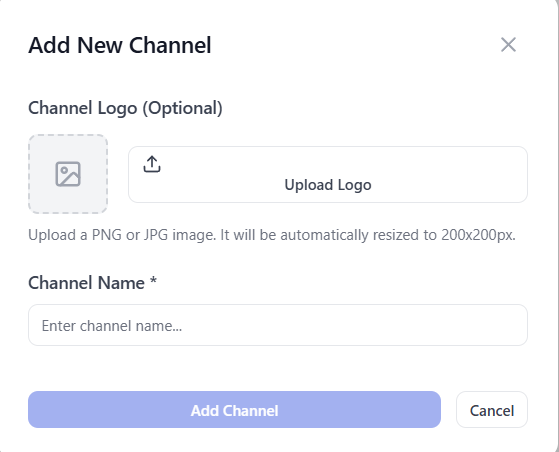 Add New Channel
Channel Logo (Optional)
Upload Logo
Upload a PNG or JPG image. It will be automatically resized to 200x200px.
Channel Name *
Enter channel name...
Add Channel
Cancel